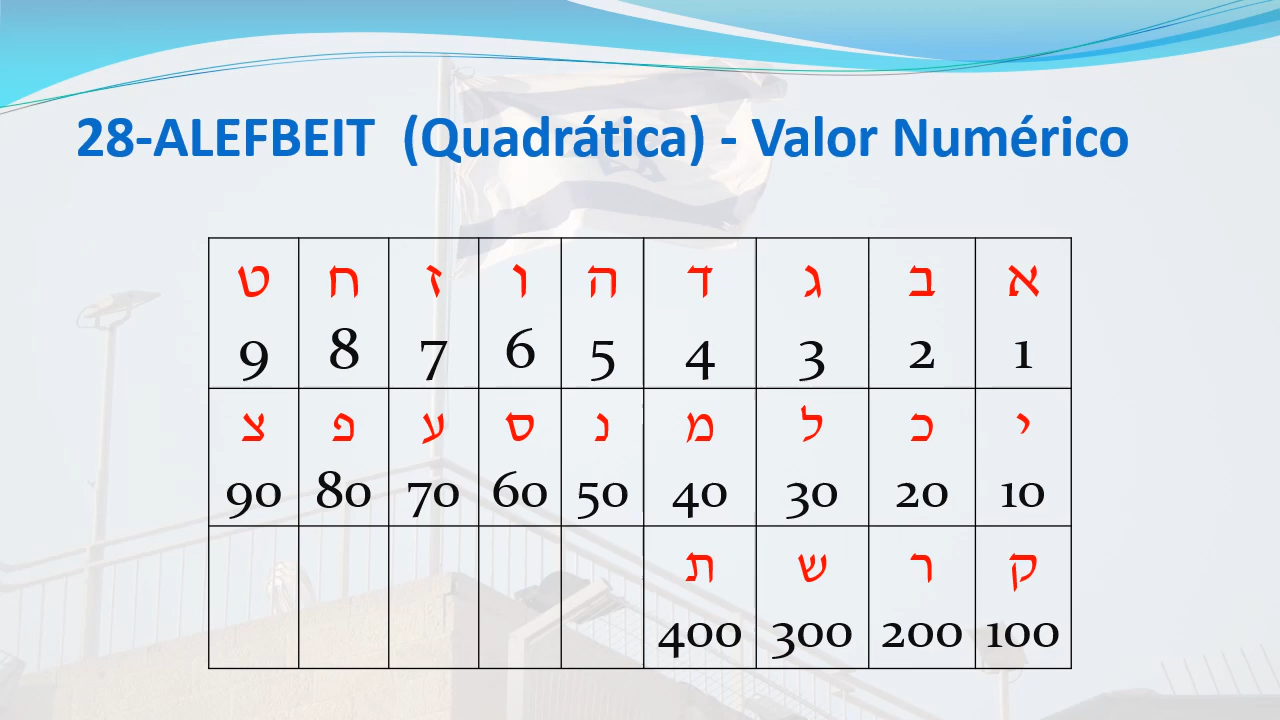 28-ALEFBEIT (Quadrática) - Valor Numérico
א ב ג ד ה ו ז ח ט
1 2 3 4 5 6 7 8 9
י כ ל מ נ ס ע פ צ
10 20 30 40 50 60 70 80 90
ק ר ש ת
100 200 300 400